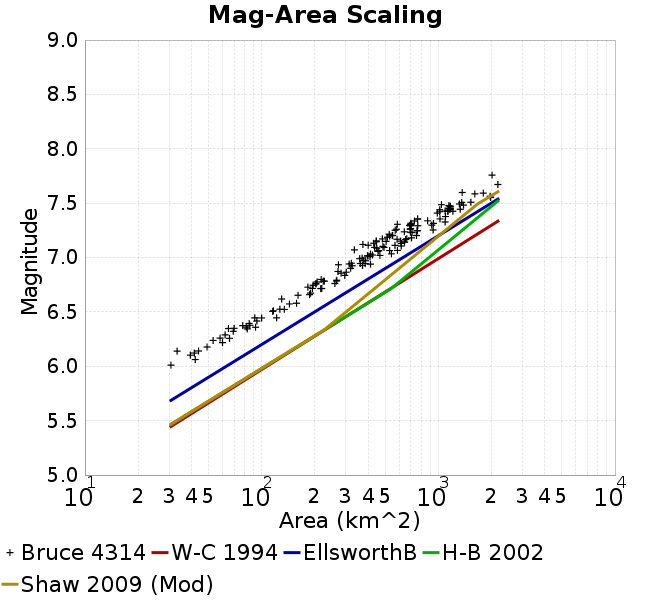 Mag-Area Scaling
9.0
8.5
8.0
7.5
7.0
6.5
6.0
5.5
5.0
Magnitude
10^1 2 3 4 5 10^2 2 3 4 5 10^3 2 3 4 5 10^4
Area (km^2)
+ Bruce 4314 W-C 1994 EllsworthB H-B 2002
Shaw 2009 (Mod)